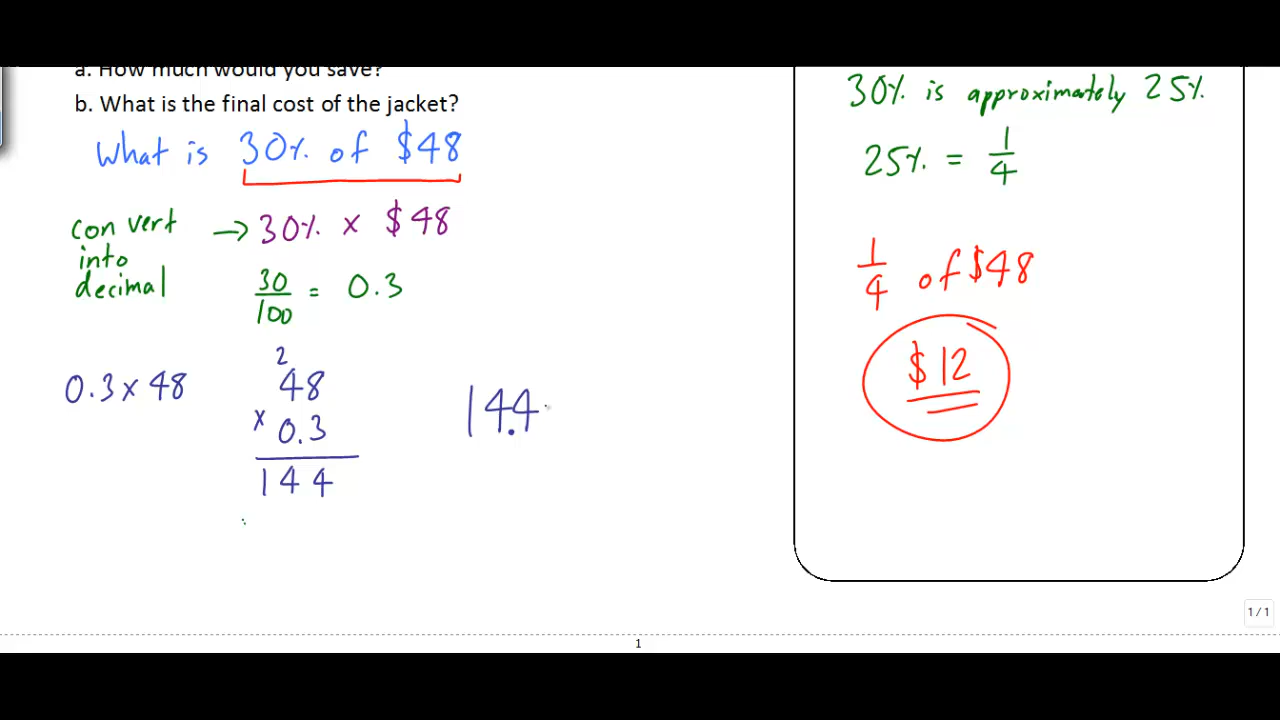 a. How much would you save?
b. What is the final cost of the jacket?
What is 30% of $48
convert
into
decimal
→ 30% x $48
30/100 = 0.3
0.3 x 48
2
48
x 0.3
144
14.4
30% is approximately 25%
25% = 1/4
1/4 of $48
$12
1 / 1
1